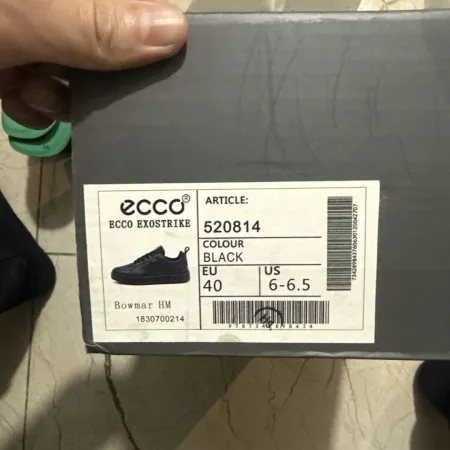 ecco®
ECCO EXOSTRIKE
Bowmar HM
1830700214
ARTICLE:
520814
COLOUR
BLACK
EU
US
40
6-6.5